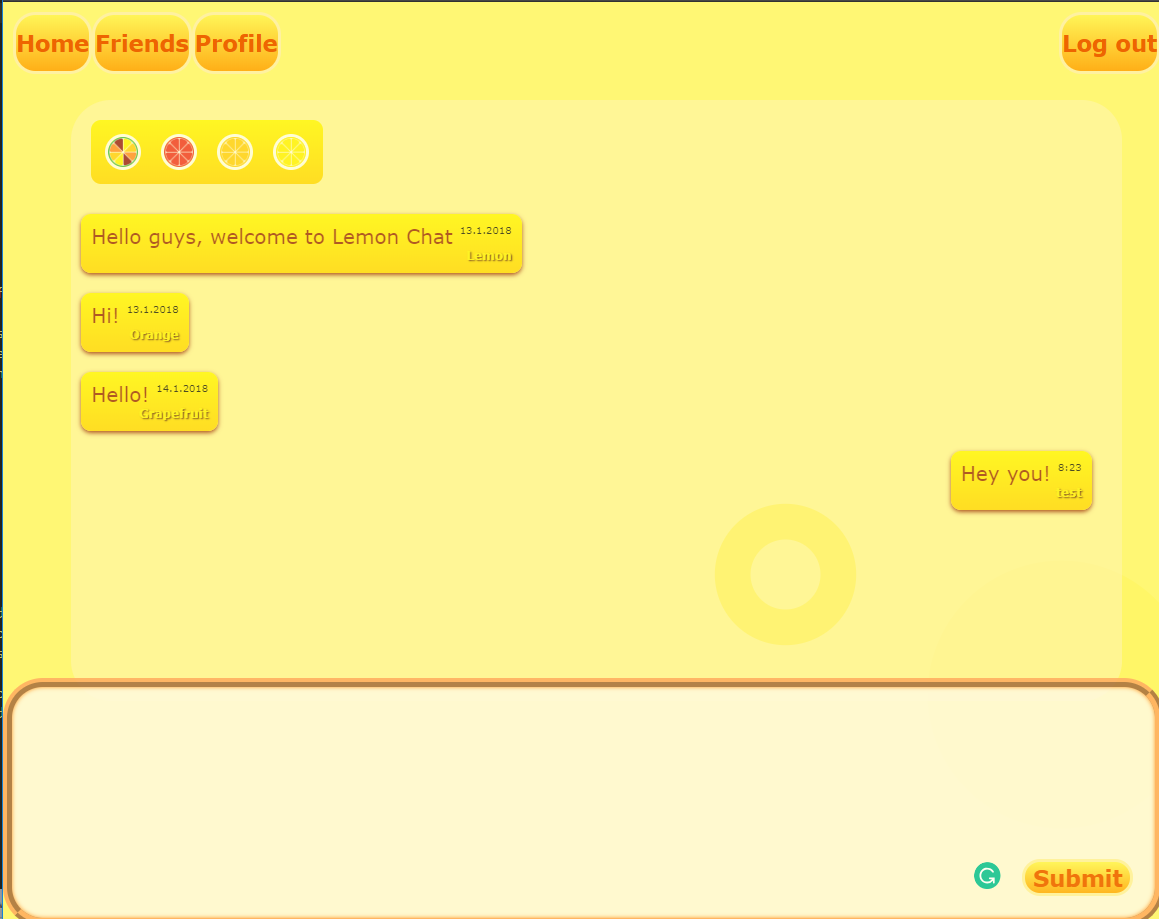 Home Friends Profile Log out
Hello guys, welcome to Lemon Chat 13.1.2018
Lemon
Hi! 13.1.2018
Orange
Hello! 14.1.2018
Grapefruit
Hey you! 8:23
test
Submit